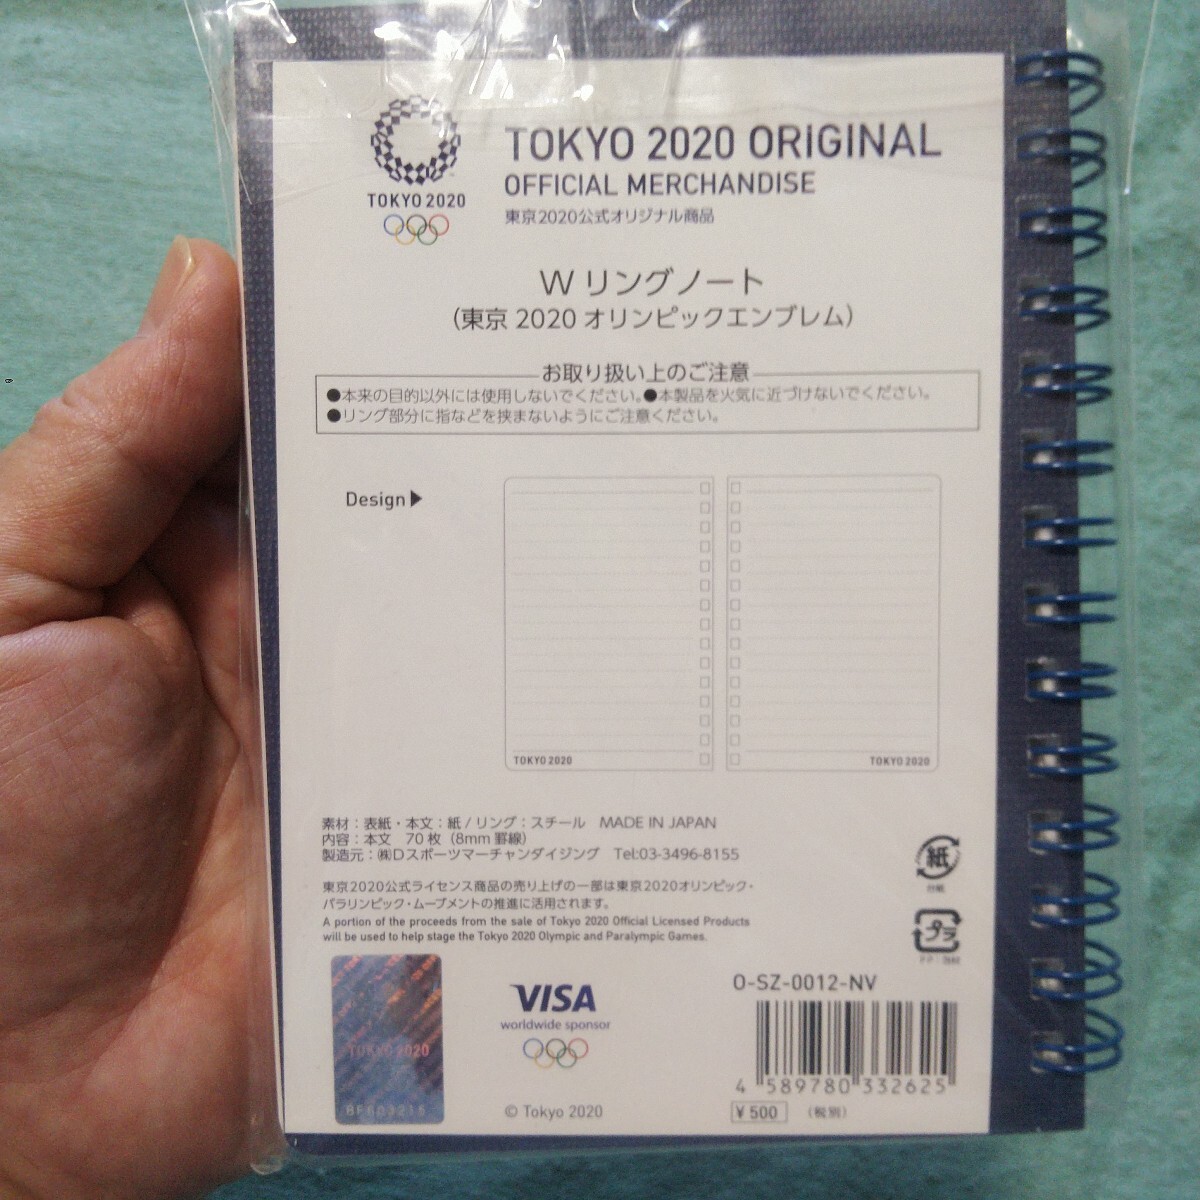 TOKYO 2020
TOKYO 2020 ORIGINAL
OFFICIAL MERCHANDISE
東京2020公式オリジナル商品
W リングノート
(東京 2020 オリンピックエンブレム)
お取り扱い上のご注意
●本来の目的以外には使用しないでください。●本製品を火気に近づけないでください。
●リング部分に指などを挟まないようにご注意ください。
Design▶
TOKYO 2020
TOKYO 2020
素材：表紙・本文：紙 / リング：スチール MADE IN JAPAN
内容：本文 70 枚（8mm 罫線）
製造元：㈱Dスポーツマーチャンダイジング Tel:03-3496-8155
東京2020公式ライセンス商品の売り上げの一部は東京2020オリンピック・
パラリンピック・ムーブメントの推進に活用されます。
A portion of the proceeds from the sale of Tokyo 2020 Official Licensed Products
will be used to help stage the Tokyo 2020 Olympic and Paralympic Games.
紙
台紙
プラ
PP：包材
TOKYO 2020
BF603215
VISA
worldwide sponsor
© Tokyo 2020
O-SZ-0012-NV
4 589780 332625
¥500 （税別）